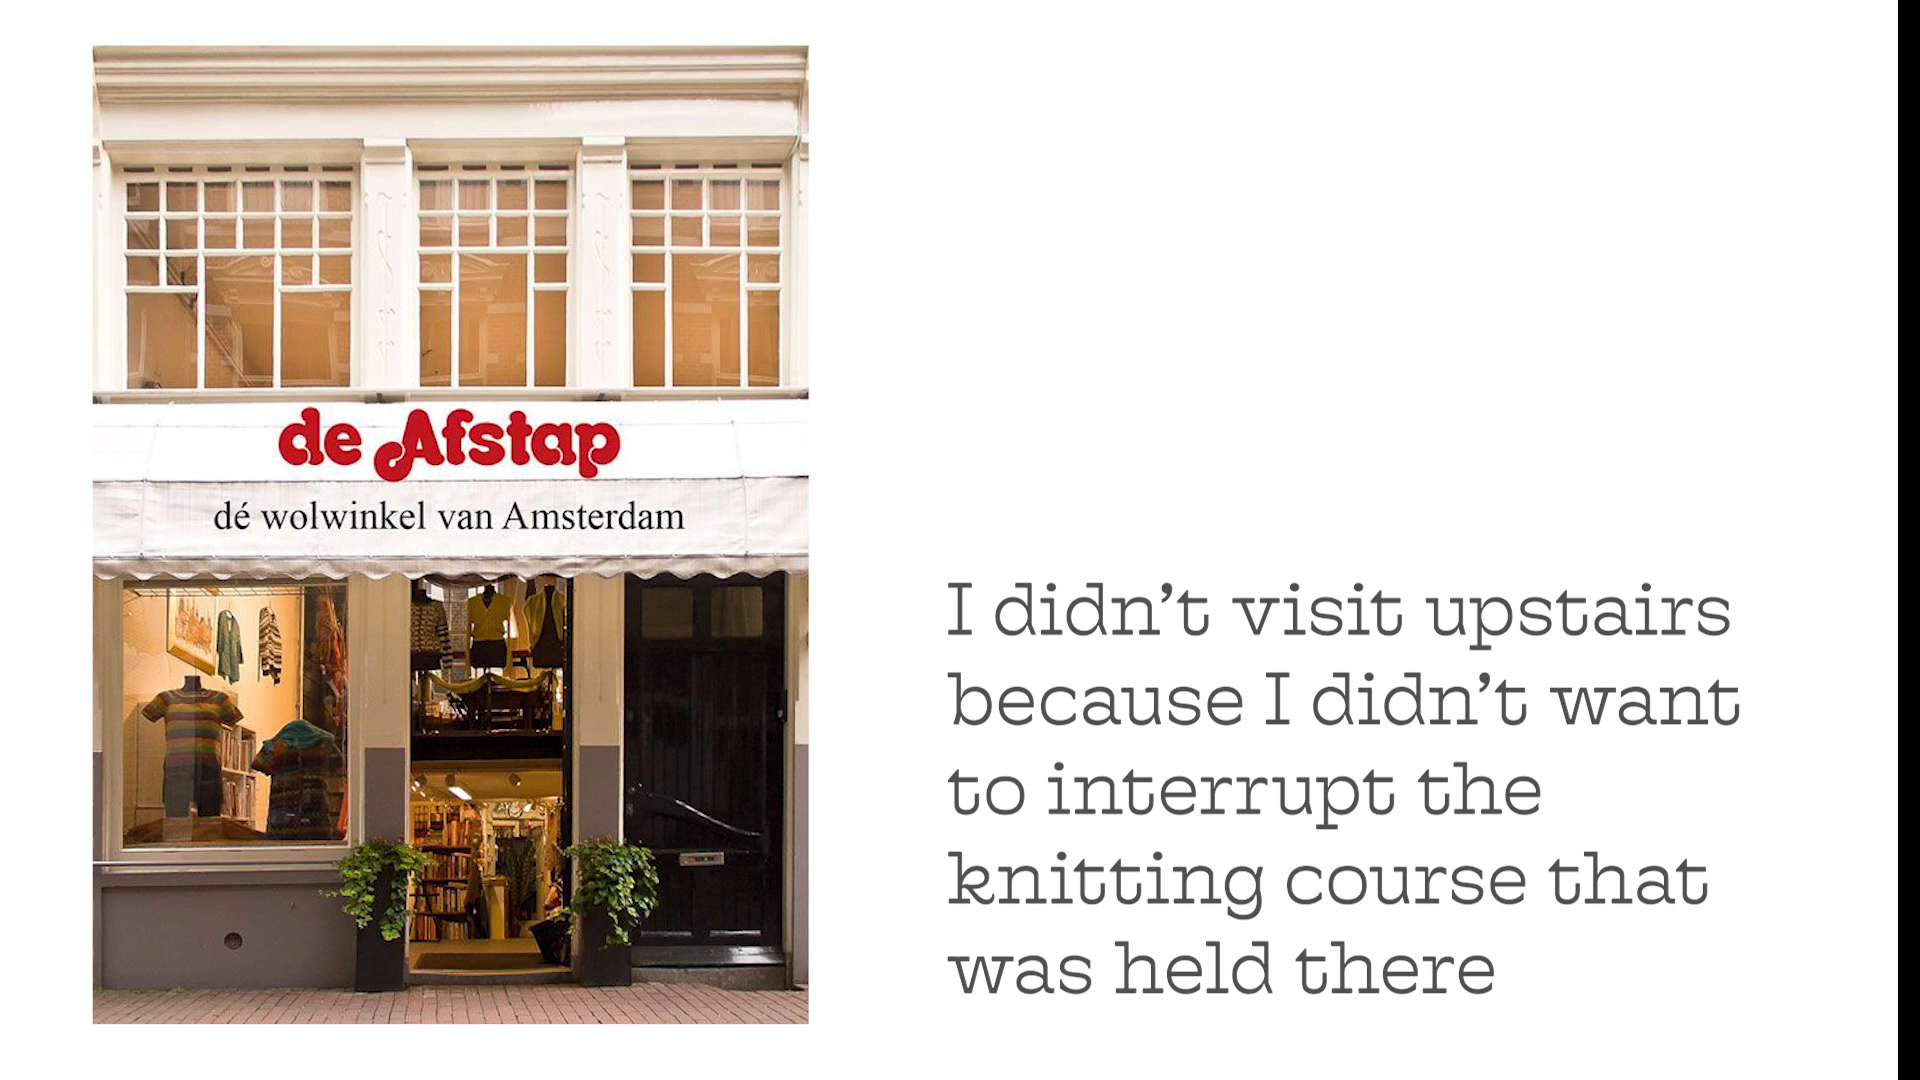 de Afstap
dé wolwinkel van Amsterdam
I didn’t visit upstairs
because I didn’t want
to interrupt the
knitting course that
was held there